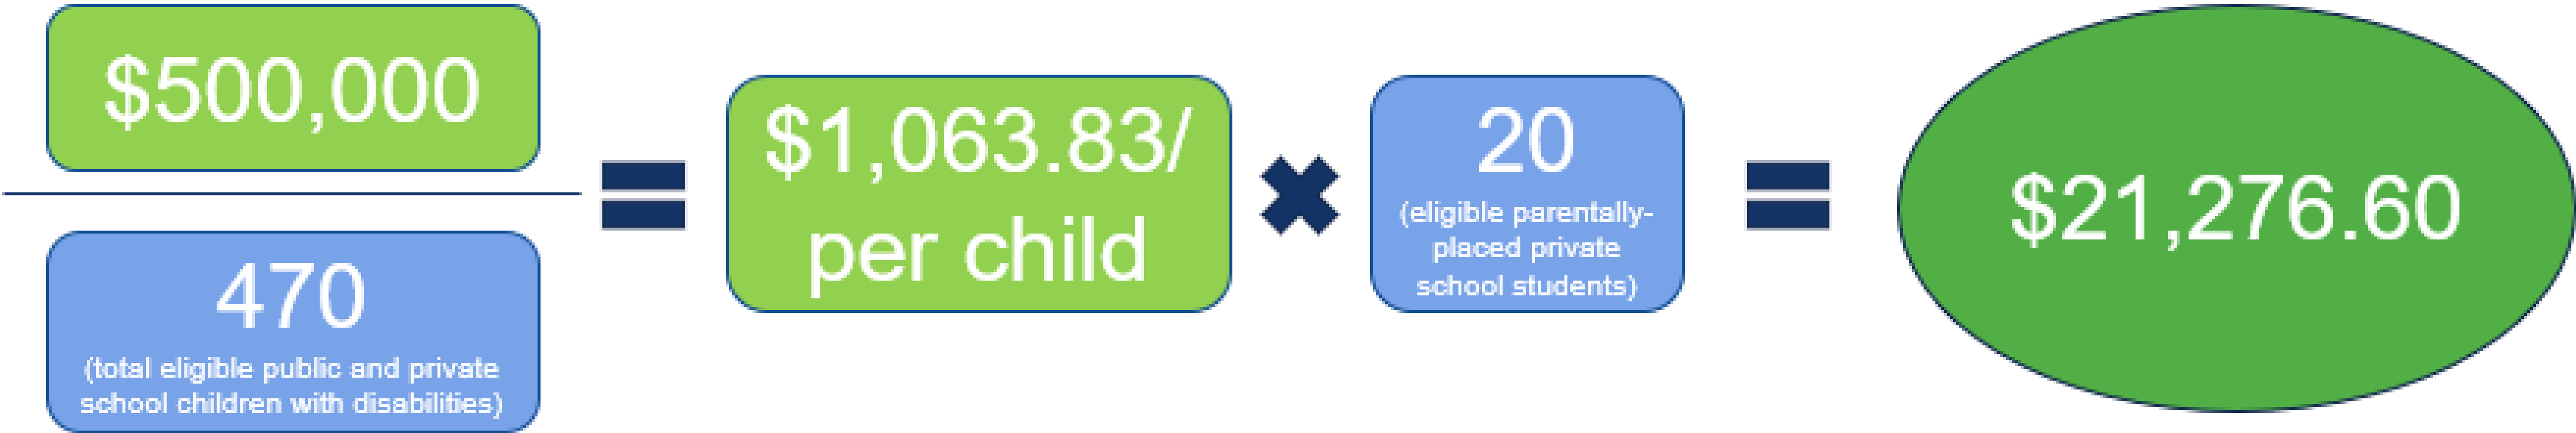 $500,000
470
(total eligible public and private
school children with disabilities)
$1,063.83/
per child
20
(eligible parentally-
placed private
school students)
$21,276.60